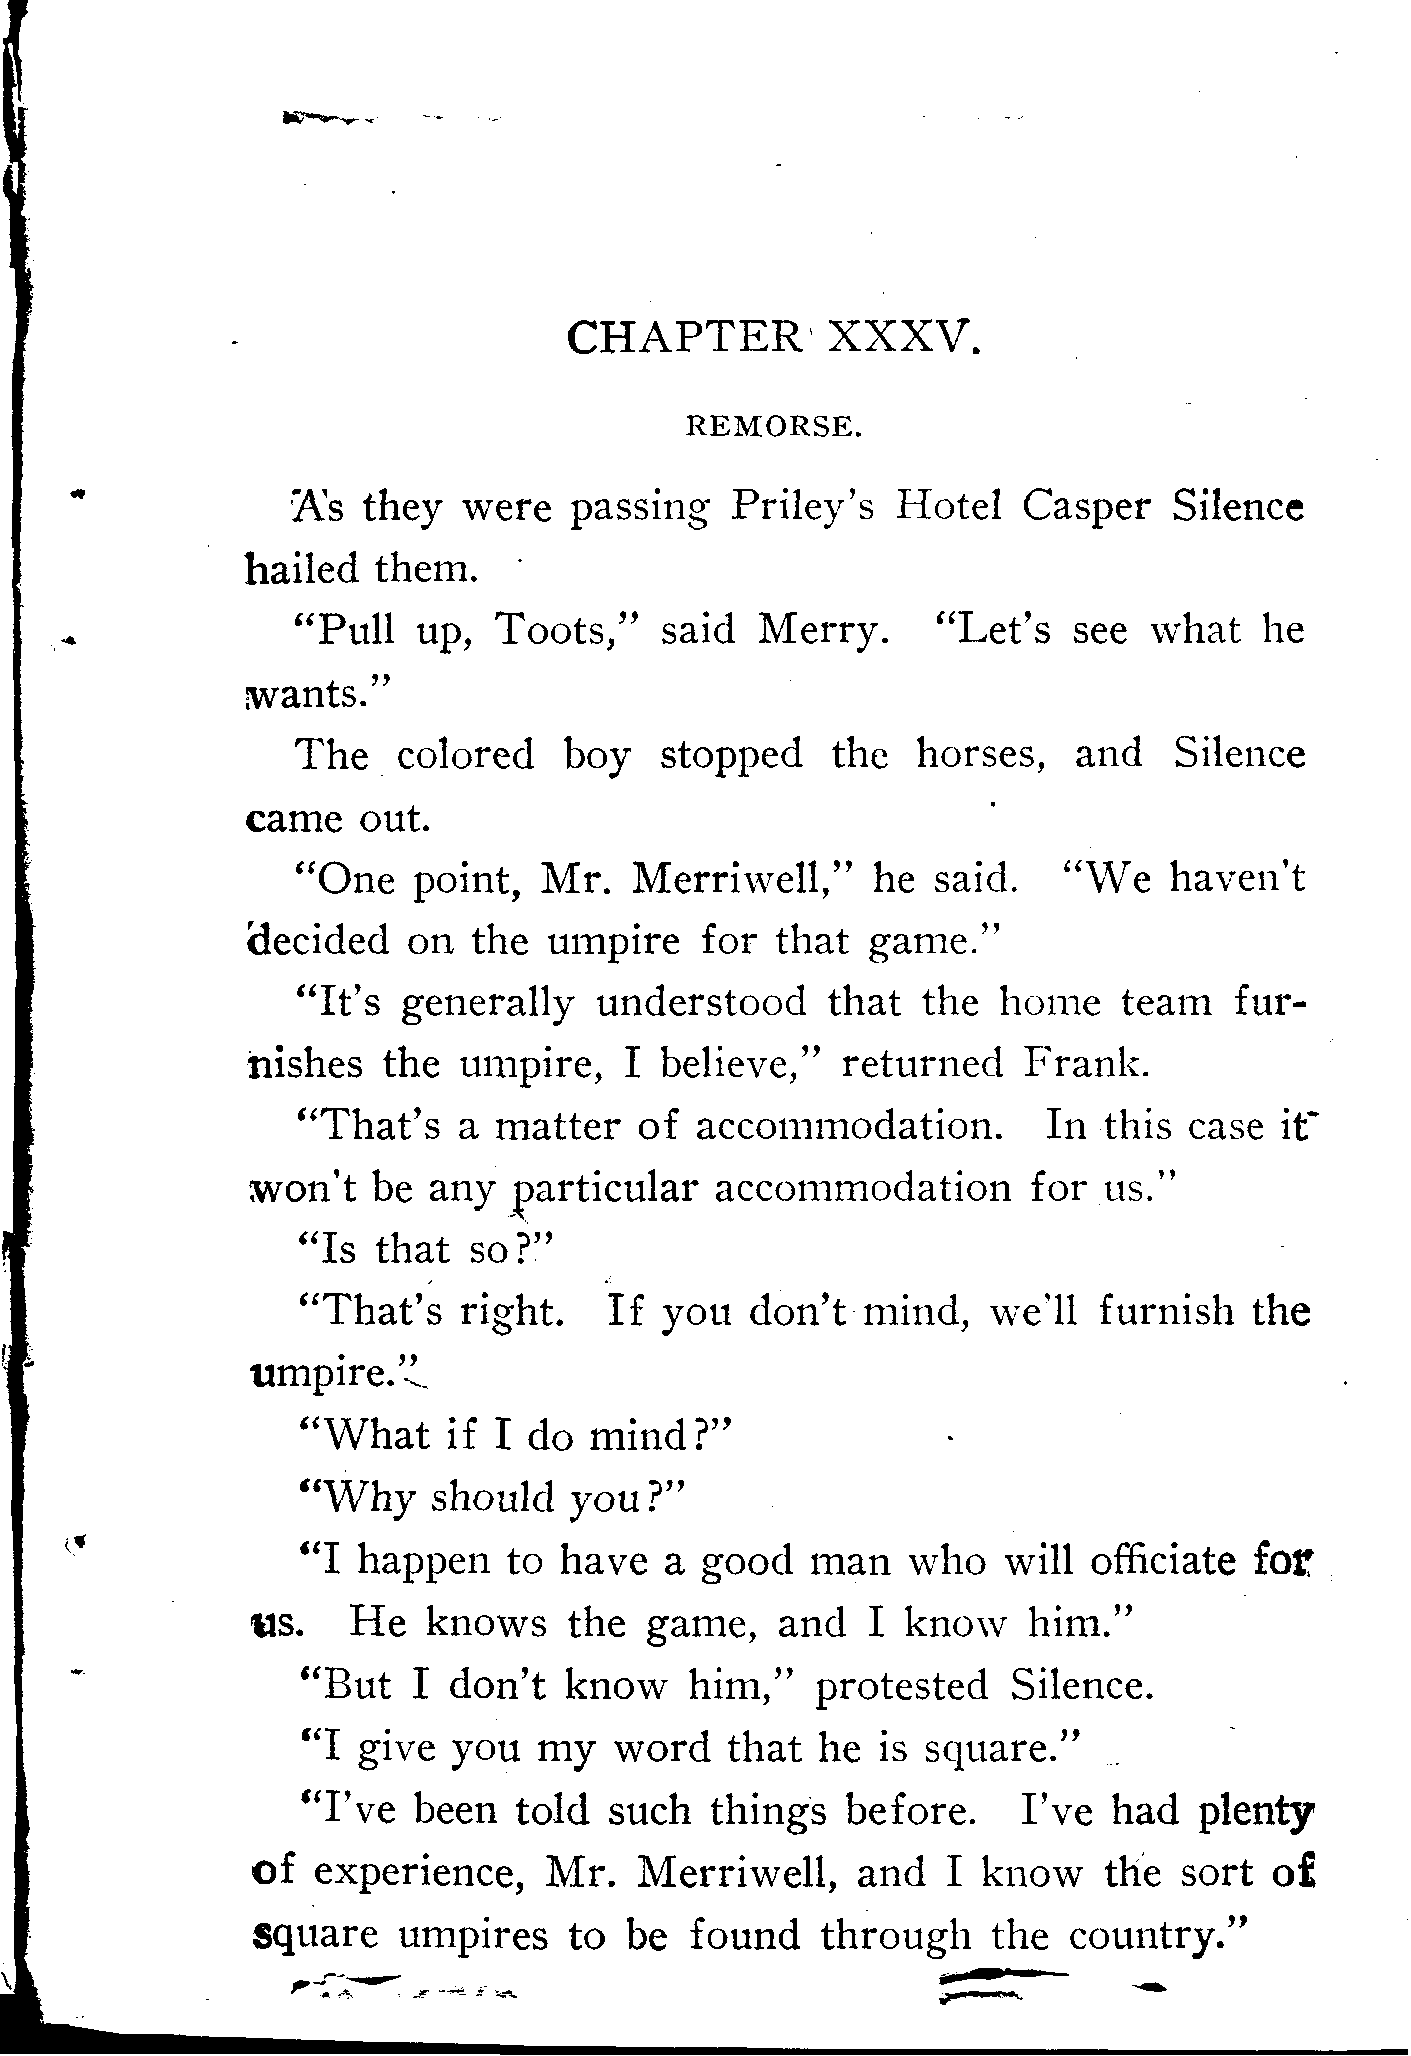 CHAPTER XXXV.
REMORSE.
As they were passing Priley's Hotel Casper Silence
hailed them.
"Pull up, Toots," said Merry. "Let's see what he
wants."
The colored boy stopped the horses, and Silence
came out.
"One point, Mr. Merriwell," he said. "We haven't
decided on the umpire for that game."
"It's generally understood that the home team fur-
nishes the umpire, I believe," returned Frank.
"That's a matter of accommodation. In this case it
won't be any particular accommodation for us."
"Is that so?"
"That's right. If you don't mind, we'll furnish the
umpire."
"What if I do mind?"
"Why should you?"
"I happen to have a good man who will officiate for
us. He knows the game, and I know him."
"But I don't know him," protested Silence.
"I give you my word that he is square."
"I've been told such things before. I've had plenty
of experience, Mr. Merriwell, and I know the sort of
square umpires to be found through the country."